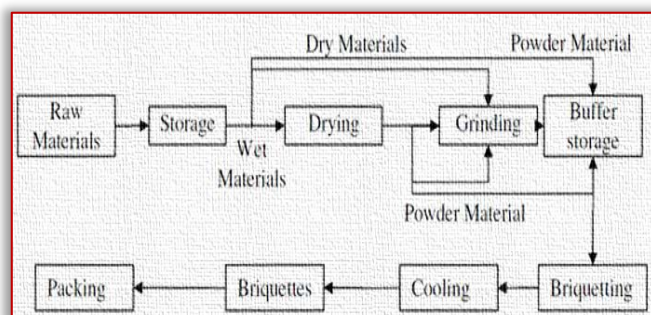 Dry Materials
Powder Material
Raw
Materials
Storage
Wet
Materials
Drying
Grinding
Buffer
storage
Powder Material
Packing
Briquettes
Cooling
Briquetting